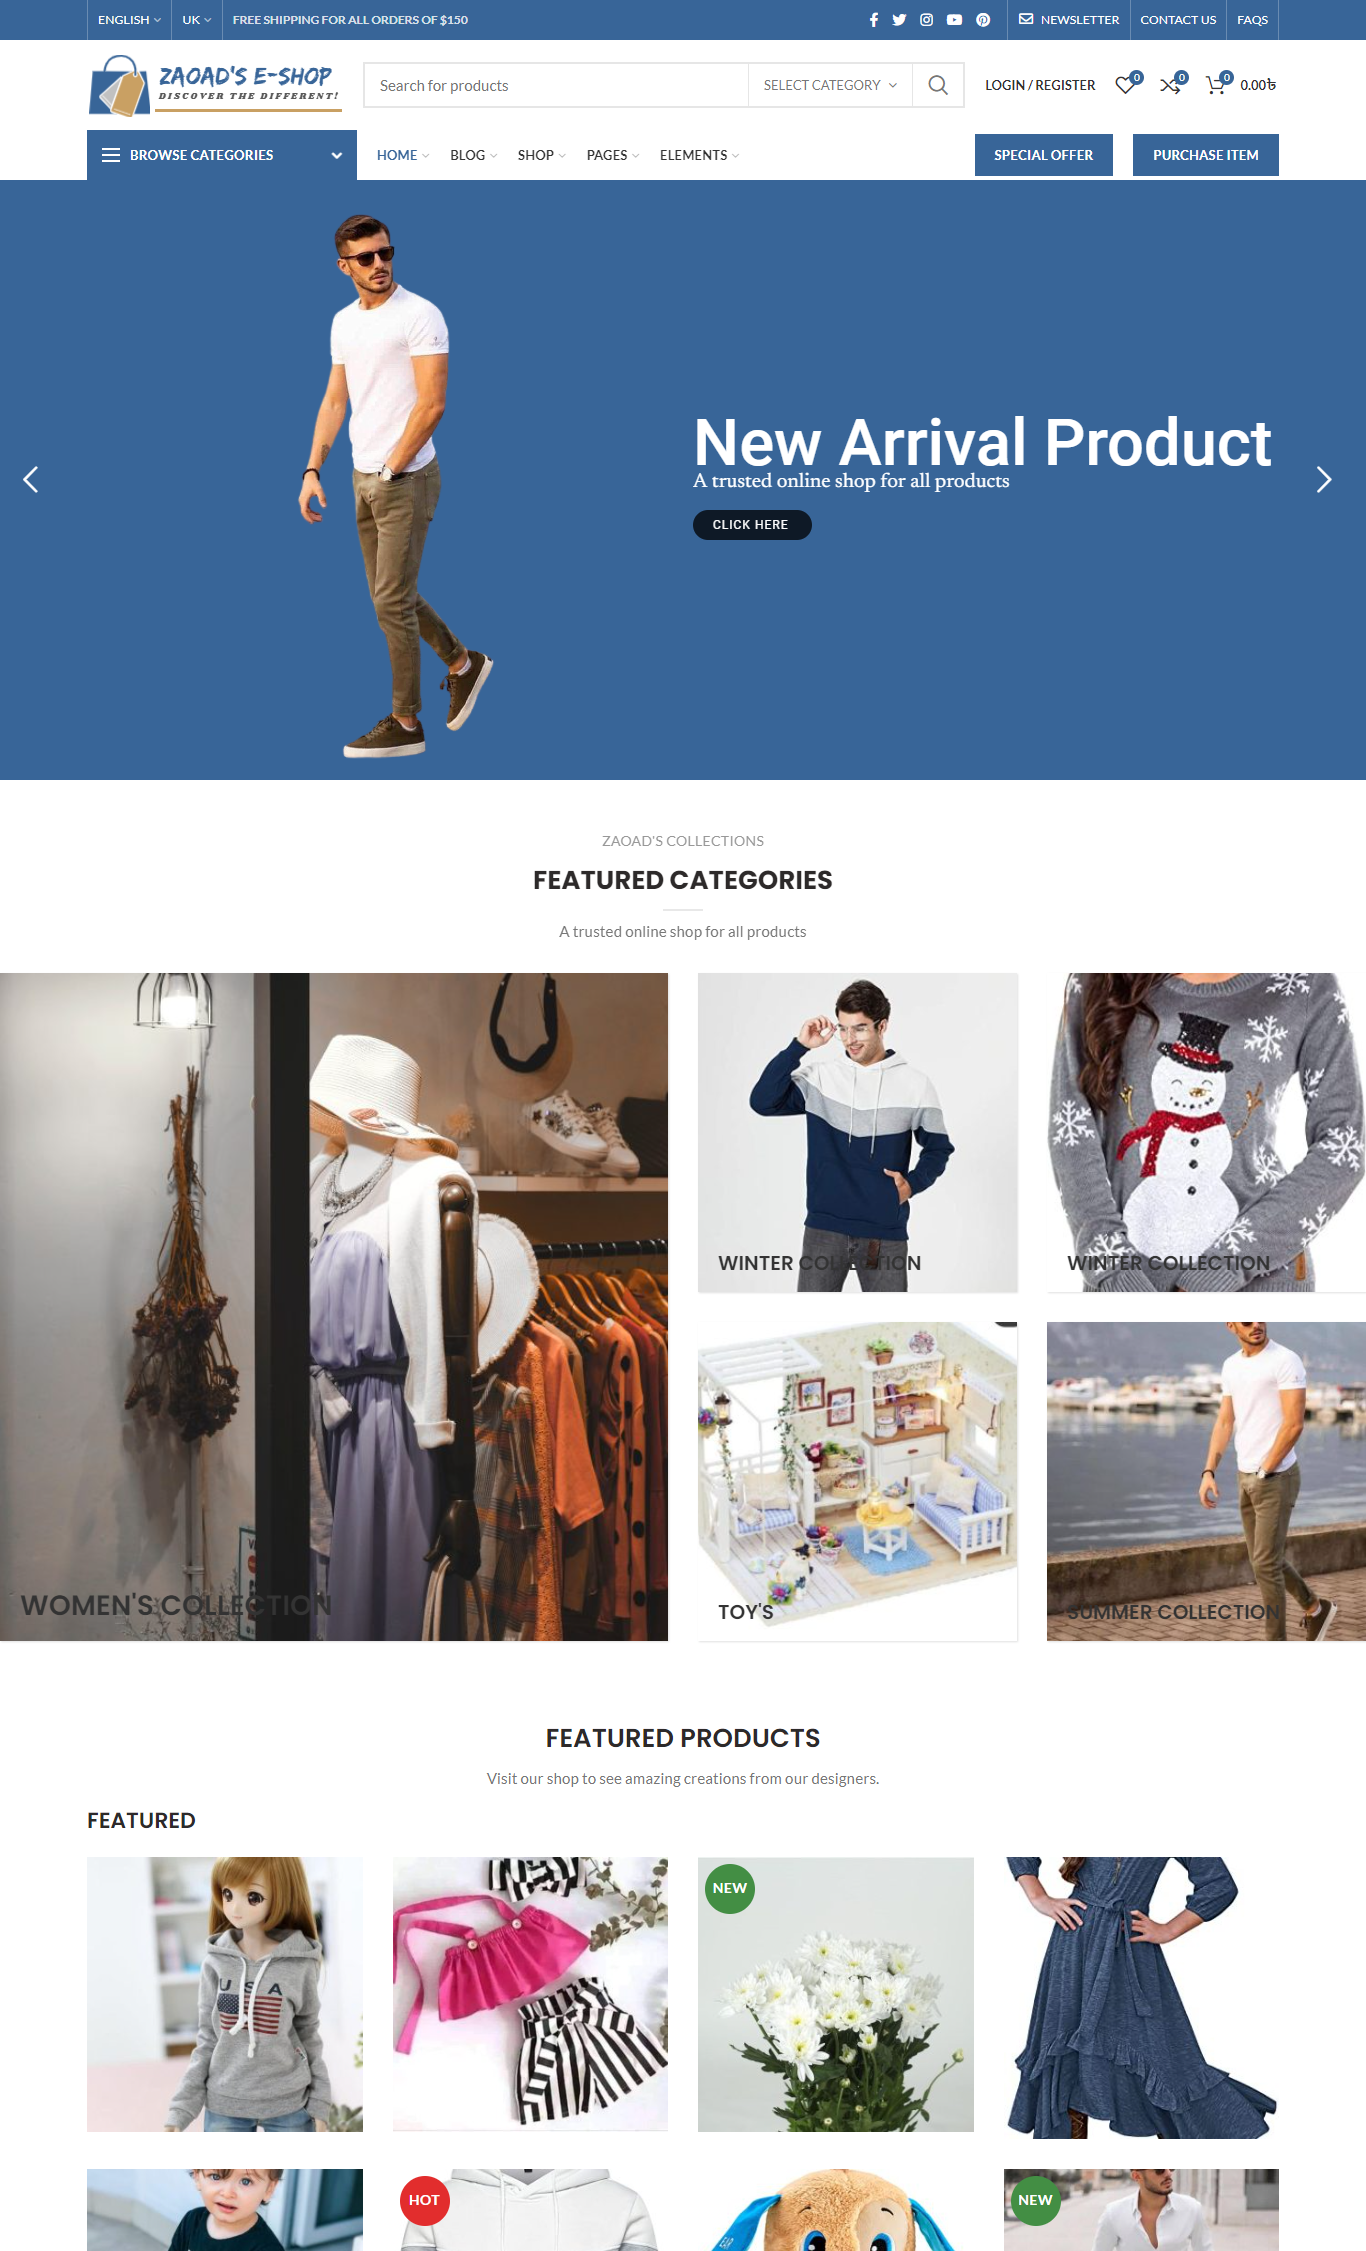 ENGLISH
UK
FREE SHIPPING FOR ALL ORDERS OF $150
NEWSLETTER
CONTACT US
FAQS
ZAOAD'S E-SHOP
DISCOVER THE DIFFERENT!
Search for products
SELECT CATEGORY
LOGIN / REGISTER
0
0
0
0.00৳
BROWSE CATEGORIES
HOME
BLOG
SHOP
PAGES
ELEMENTS
SPECIAL OFFER
PURCHASE ITEM
New Arrival Product
A trusted online shop for all products
CLICK HERE
ZAOAD'S COLLECTIONS
FEATURED CATEGORIES
A trusted online shop for all products
WINTER COLLECTION
WINTER COLLECTION
WOMEN'S COLLECTION
TOY'S
SUMMER COLLECTION
FEATURED PRODUCTS
Visit our shop to see amazing creations from our designers.
FEATURED
USA
NEW
HOT
NEW